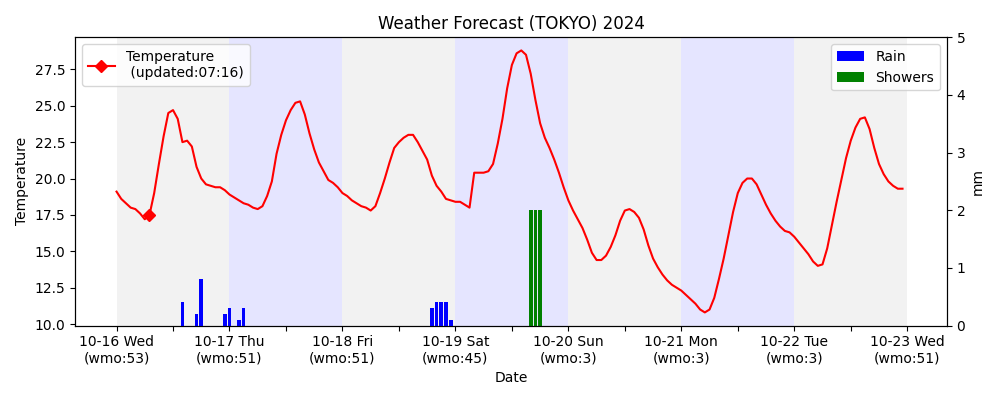 Weather Forecast (TOKYO) 2024
Temperature
(updated:07:16)
Rain
Showers
Temperature
27.5
25.0
22.5
20.0
17.5
15.0
12.5
10.0
5
4
3
2
1
0
mm
10-16 Wed
(wmo:53)
10-17 Thu
(wmo:51)
10-18 Fri
(wmo:51)
10-19 Sat
(wmo:45)
10-20 Sun
(wmo:3)
10-21 Mon
(wmo:3)
10-22 Tue
(wmo:3)
10-23 Wed
(wmo:51)
Date